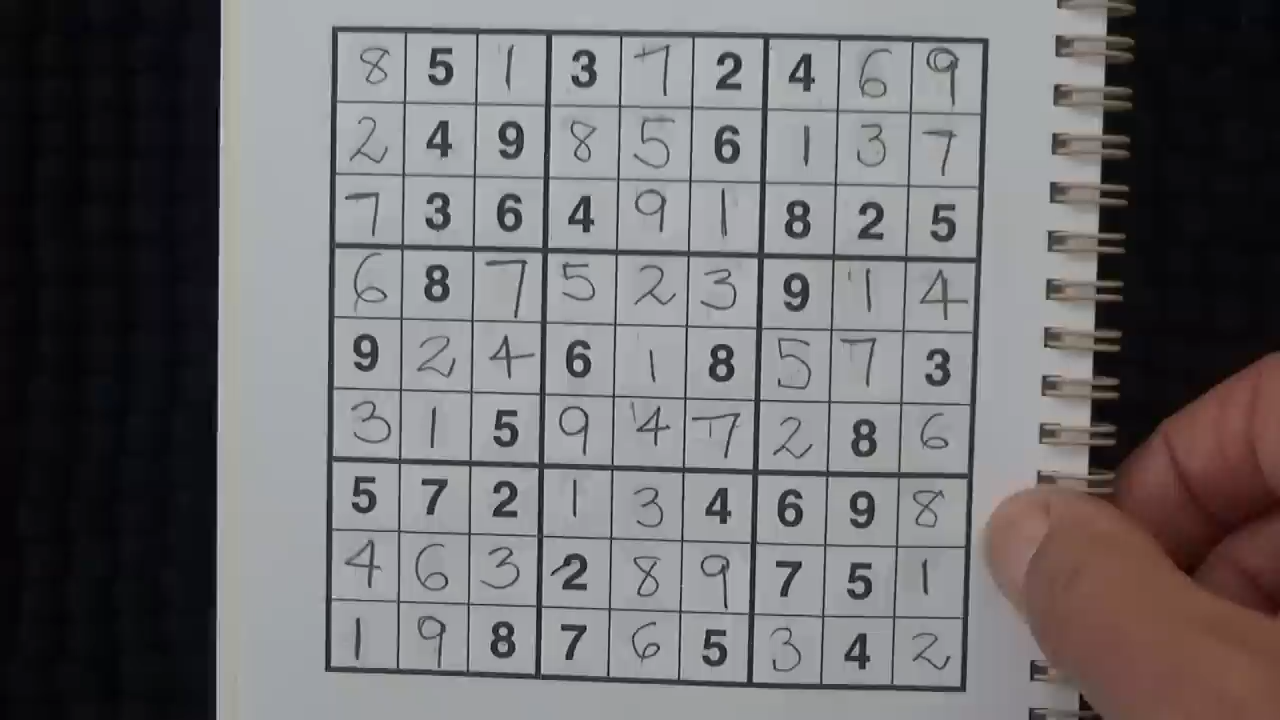 8 5 1 3 7 2 4 6 9
2 4 9 8 5 6 1 3 7
7 3 6 4 9 1 8 2 5
6 8 7 5 2 3 9 1 4
9 2 4 6 1 8 5 7 3
3 1 5 9 4 7 2 8 6
5 7 2 1 3 4 6 9 8
4 6 3 2 8 9 7 5 1
1 9 8 7 6 5 3 4 2